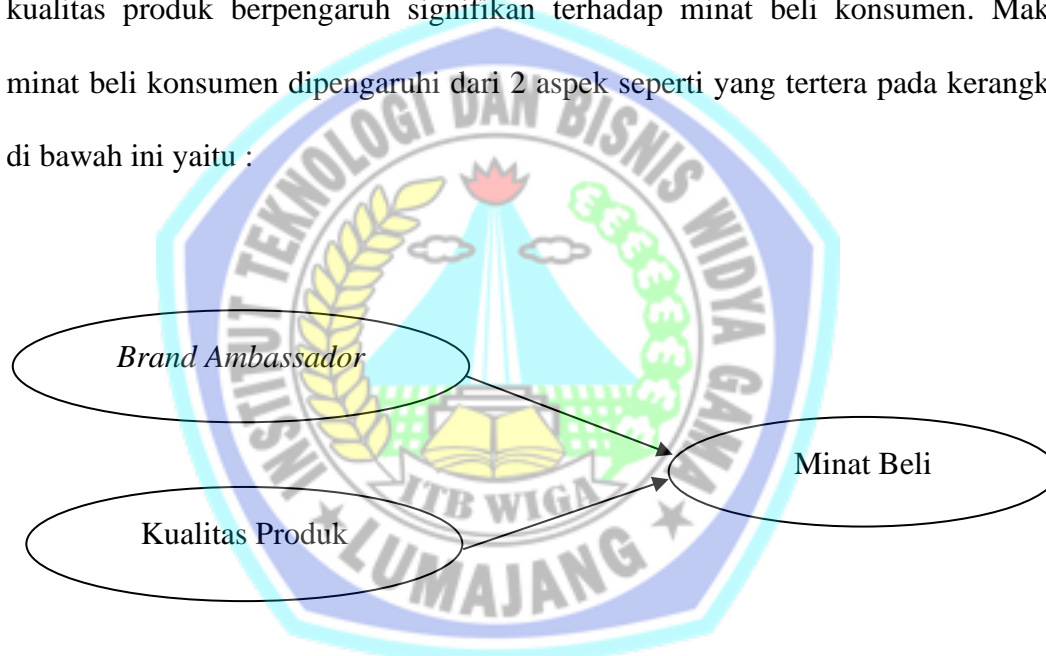 kualitas produk berpengaruh signifikan terhadap minat beli konsumen. Mak
minat beli konsumen dipengaruhi dari 2 aspek seperti yang tertera pada kerangk
di bawah ini yaitu :
INSTITUT TEKNOLOGI DAN BISNIS WIDYA GAMA
Brand Ambassador
Minat Beli
ITB WIGA
Kualitas Produk
LUMAJANG